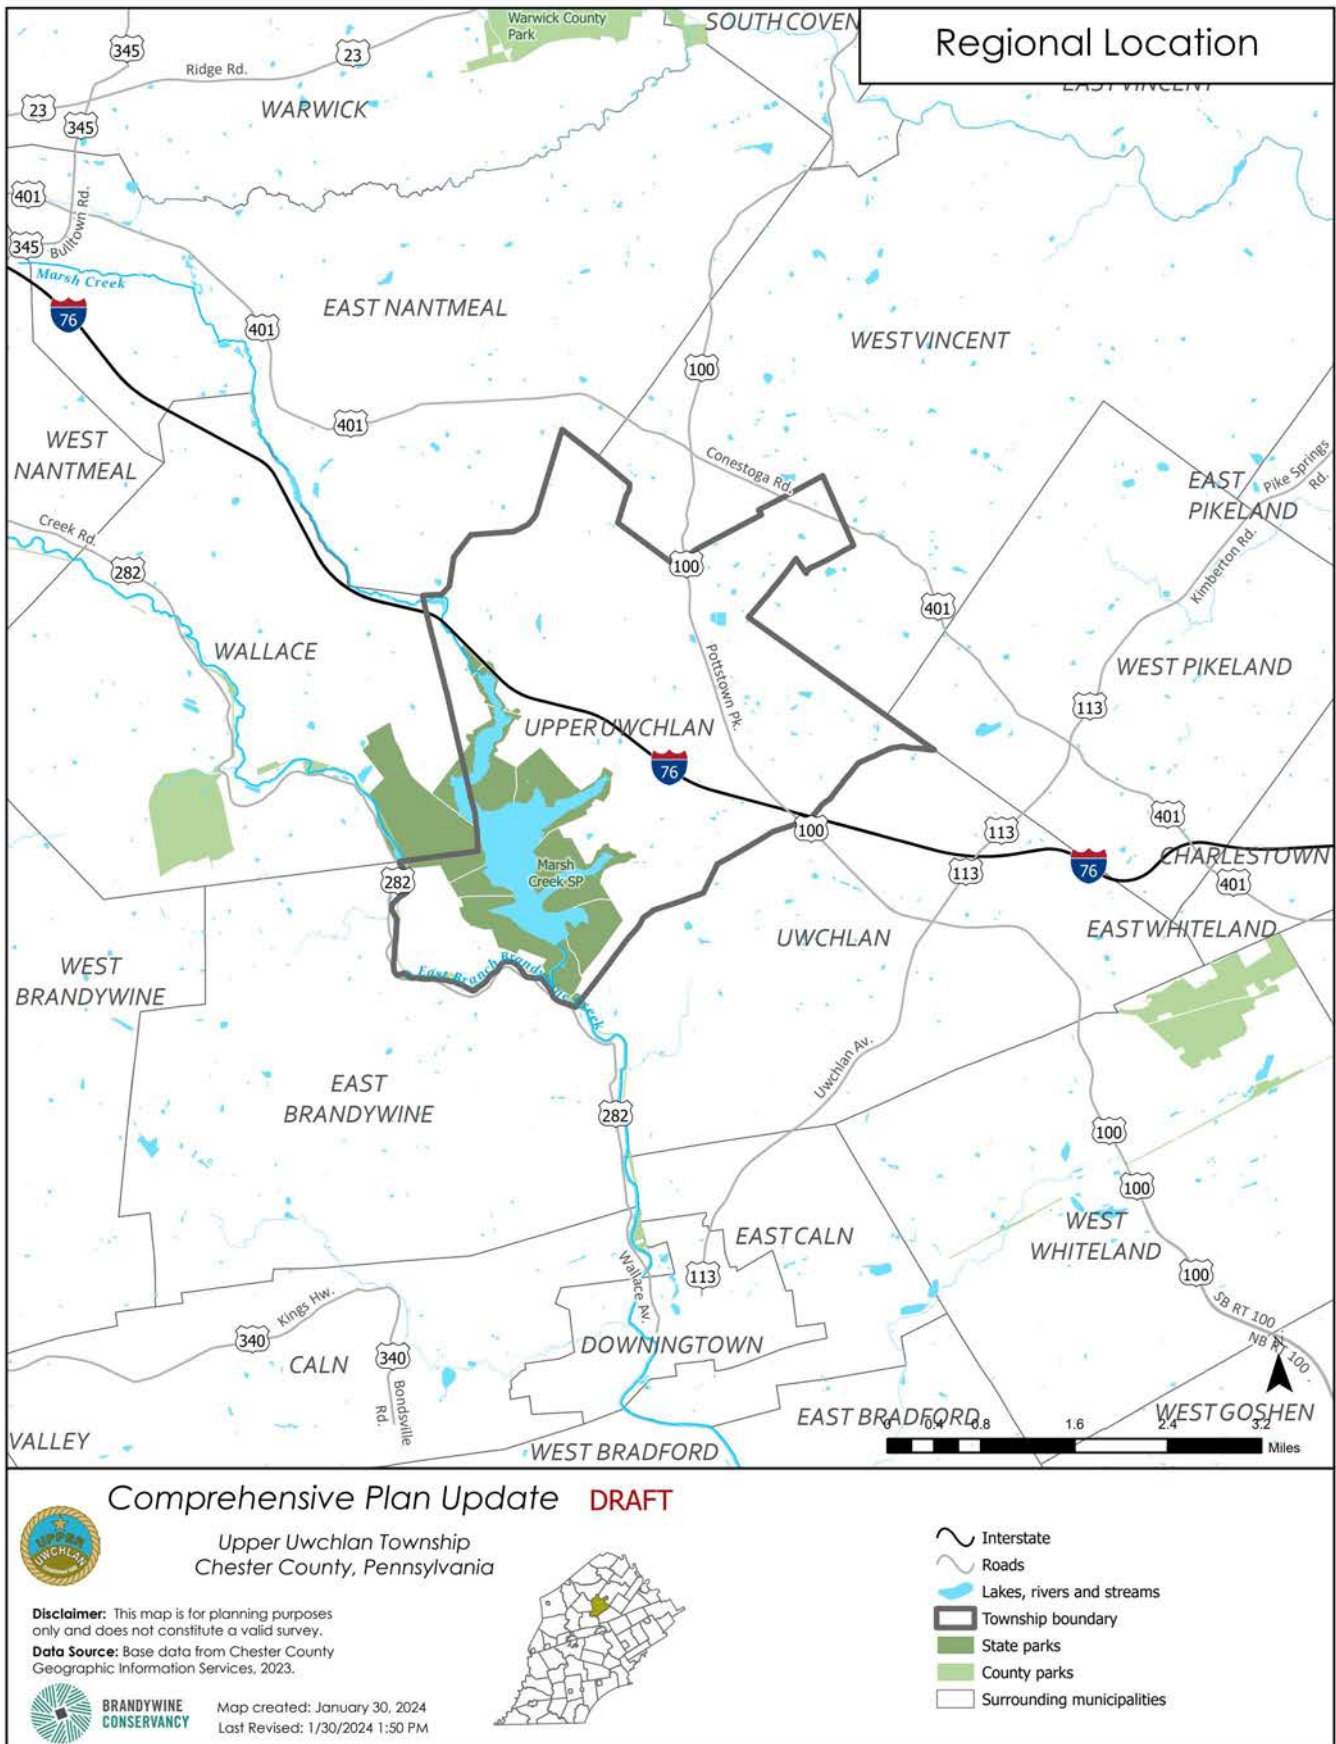 Regional Location
Warwick County
Park
SOUTH COVEN
EAST VINCENT
345
23
Ridge Rd.
23
345
WARWICK
401
Bulltown Rd.
345
Marsh Creek
76
EAST NANTMEAL
401
WEST VINCENT
100
401
WEST
NANTMEAL
Conestoga Rd.
EAST
PIKELAND
Pike Springs
Rd.
Creek Rd.
282
100
Kimberton Rd.
401
WALLACE
WEST PIKELAND
Pottstown Pk.
113
UPPER UWCHLAN
76
100
113
401
CHARLESTOWN
Marsh
Creek SP
282
113
76
401
EAST WHITELAND
UWCHLAN
WEST
BRANDYWINE
East Branch Brandywine Creek
Uwchlan Av.
EAST
BRANDYWINE
282
100
100
WEST
WHITELAND
EAST CALN
113
100
Wallace Av.
SB RT 100
NB RT 100
N
Kings Hw.
340
CALN
340
Bondsville
Rd.
DOWNINGTOWN
VALLEY
WEST BRADFORD
EAST BRADFORD
WEST GOSHEN
0 0.4 0.8 1.6 2.4 3.2
Miles
Comprehensive Plan Update DRAFT
UPPER
UWCHLAN
Upper Uwchlan Township
Chester County, Pennsylvania
Disclaimer: This map is for planning purposes
only and does not constitute a valid survey.
Data Source: Base data from Chester County
Geographic Information Services, 2023.
BRANDYWINE
CONSERVANCY
Map created: January 30, 2024
Last Revised: 1/30/2024 1:50 PM
Interstate
Roads
Lakes, rivers and streams
Township boundary
State parks
County parks
Surrounding municipalities